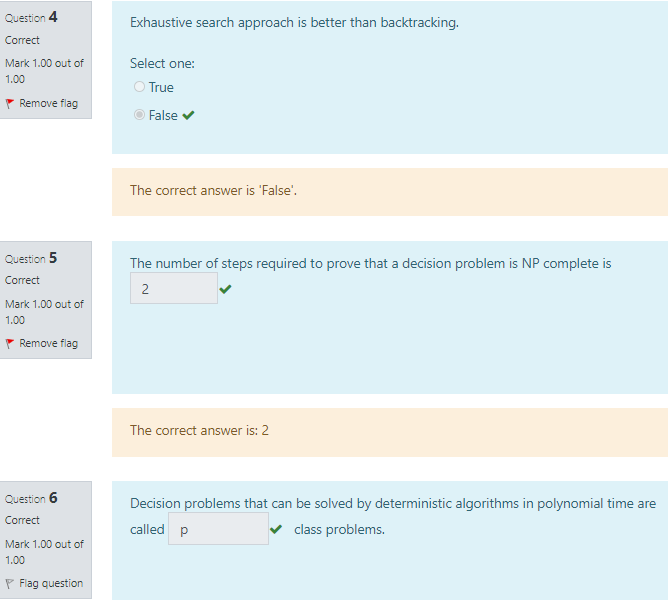 Question 4
Correct
Mark 1.00 out of
1.00
Remove flag
Exhaustive search approach is better than backtracking.
Select one:
True
False
The correct answer is 'False'.
Question 5
Correct
Mark 1.00 out of
1.00
Remove flag
The number of steps required to prove that a decision problem is NP complete is
2
The correct answer is: 2
Question 6
Correct
Mark 1.00 out of
1.00
Flag question
Decision problems that can be solved by deterministic algorithms in polynomial time are
called p class problems.